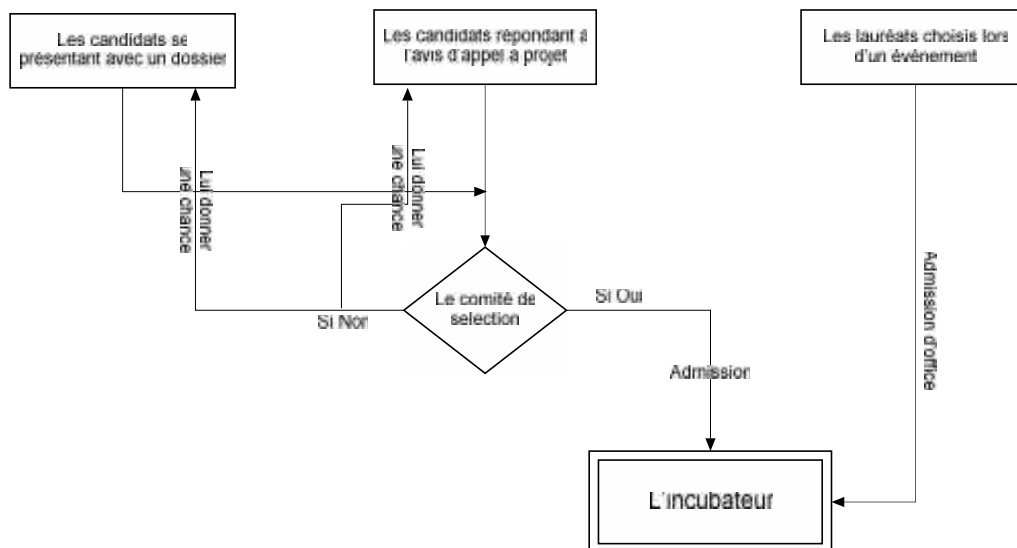 Les candidats se
présentant avec un dossier
Les candidats répondant à
l'avis d'appel à projet
Les lauréats choisis lors
d'un événement
Lui donner
une chance
Lui donner
une chance
Le comité de
selection
Si Non
Si Oui
Admission
Admission d'office
L'incubateur